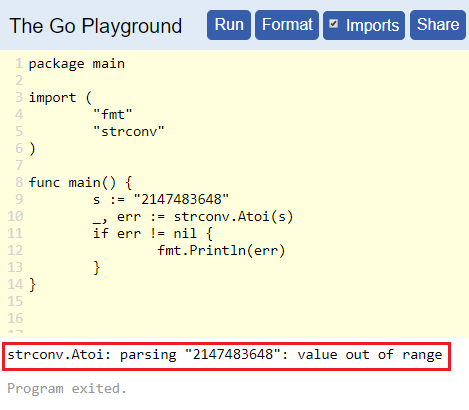 The Go Playground Run Format Imports Share
1 package main
2
3 import (
4 "fmt"
5 "strconv"
6 )
7
8 func main() {
9 s := "2147483648"
10 _, err := strconv.Atoi(s)
11 if err != nil {
12 fmt.Println(err)
13 }
14 }
15
16
17
strconv.Atoi: parsing "2147483648": value out of range
Program exited.